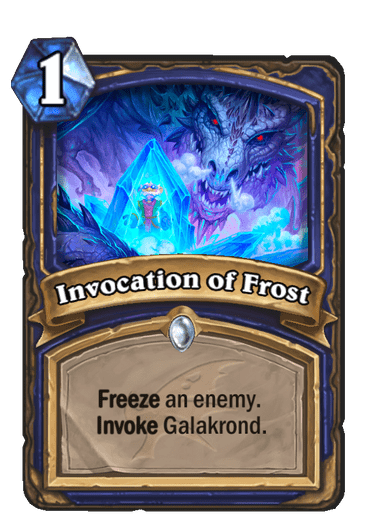 1
Invocation of Frost
Freeze an enemy.
Invoke Galakrond.